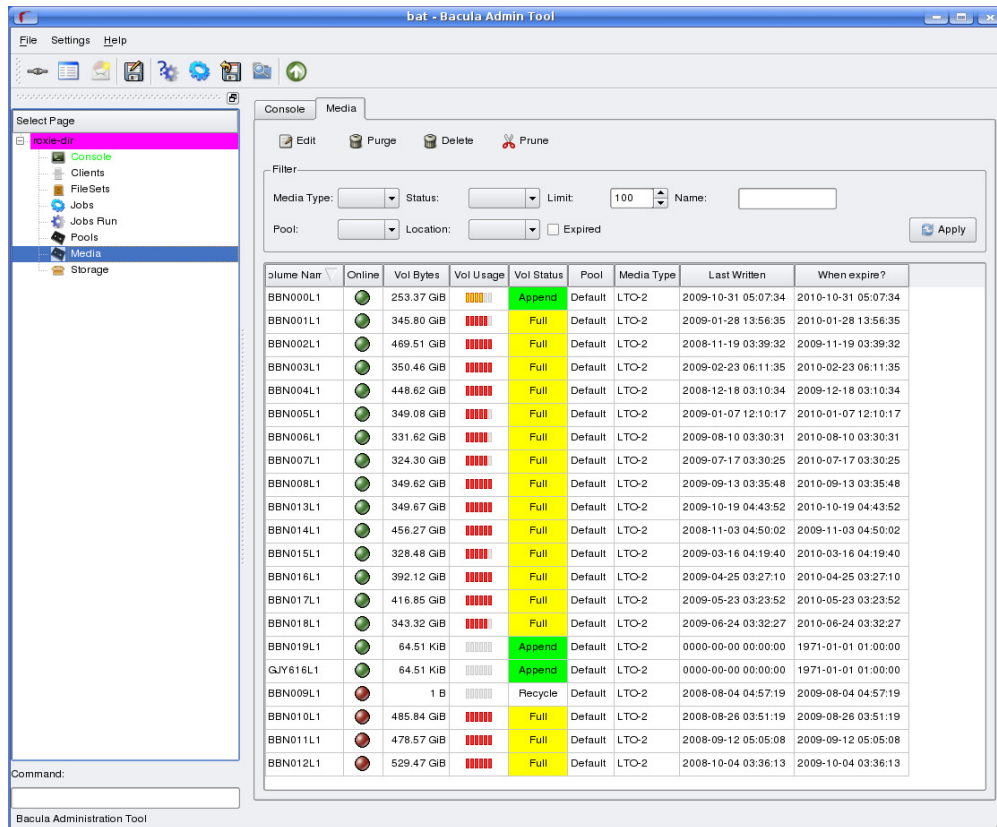 bat - Bacula Admin Tool
File Settings Help
Select Page
roxie-dir
Console
Clients
FileSets
Jobs
Jobs Run
Pools
Media
Storage
Command:
Bacula Administration Tool
Console Media
Edit Purge Delete Prune
Filter
Media Type: Status: Limit: 100 Name:
Pool: Location: Expired Apply
olume Nam Online Vol Bytes Vol Usage Vol Status Pool Media Type Last Written When expire?
BBN000L1 253.37 GiB Append Default LTO-2 2009-10-31 05:07:34 2010-10-31 05:07:34
BBN001L1 345.80 GiB Full Default LTO-2 2009-01-28 13:56:35 2010-01-28 13:56:35
BBN002L1 469.51 GiB Full Default LTO-2 2008-11-19 03:39:32 2009-11-19 03:39:32
BBN003L1 350.46 GiB Full Default LTO-2 2009-02-23 06:11:35 2010-02-23 06:11:35
BBN004L1 448.62 GiB Full Default LTO-2 2008-12-18 03:10:34 2009-12-18 03:10:34
BBN005L1 349.08 GiB Full Default LTO-2 2009-01-07 12:10:17 2010-01-07 12:10:17
BBN006L1 331.62 GiB Full Default LTO-2 2009-08-10 03:30:31 2010-08-10 03:30:31
BBN007L1 324.30 GiB Full Default LTO-2 2009-07-17 03:30:25 2010-07-17 03:30:25
BBN008L1 349.62 GiB Full Default LTO-2 2009-09-13 03:35:48 2010-09-13 03:35:48
BBN013L1 349.67 GiB Full Default LTO-2 2009-10-19 04:43:52 2010-10-19 04:43:52
BBN014L1 456.27 GiB Full Default LTO-2 2008-11-03 04:50:02 2009-11-03 04:50:02
BBN015L1 328.48 GiB Full Default LTO-2 2009-03-16 04:19:40 2010-03-16 04:19:40
BBN016L1 392.12 GiB Full Default LTO-2 2009-04-25 03:27:10 2010-04-25 03:27:10
BBN017L1 416.85 GiB Full Default LTO-2 2009-05-23 03:23:52 2010-05-23 03:23:52
BBN018L1 343.32 GiB Full Default LTO-2 2009-06-24 03:32:27 2010-06-24 03:32:27
BBN019L1 64.51 KiB Append Default LTO-2 0000-00-00 00:00:00 1971-01-01 01:00:00
GJY616L1 64.51 KiB Append Default LTO-2 0000-00-00 00:00:00 1971-01-01 01:00:00
BBN009L1 1 B Recycle Default LTO-2 2008-08-04 04:57:19 2009-08-04 04:57:19
BBN010L1 485.84 GiB Full Default LTO-2 2008-08-26 03:51:19 2009-08-26 03:51:19
BBN011L1 478.57 GiB Full Default LTO-2 2008-09-12 05:05:08 2009-09-12 05:05:08
BBN012L1 529.47 GiB Full Default LTO-2 2008-10-04 03:36:13 2009-10-04 03:36:13